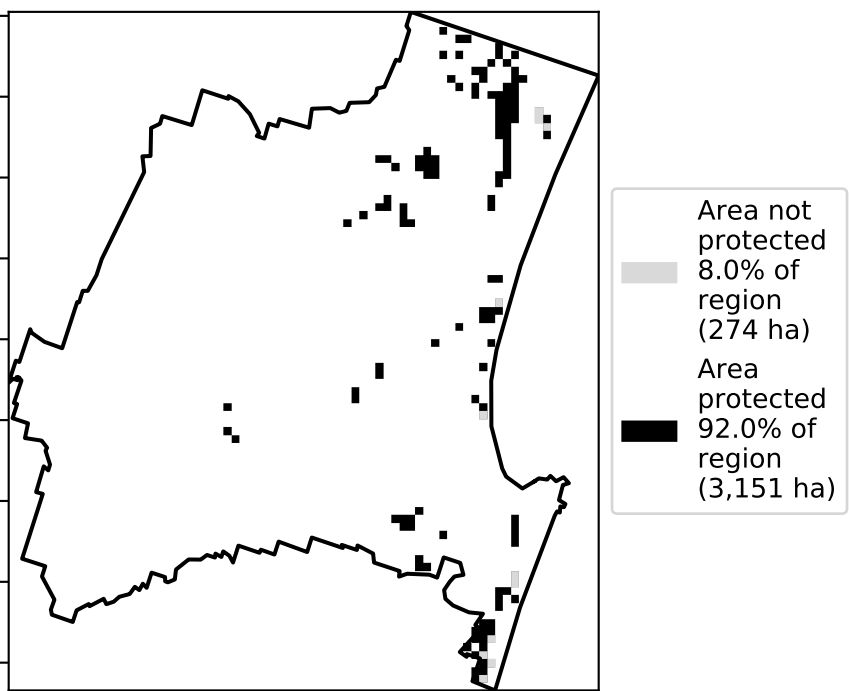 Area not
protected
8.0% of
region
(274 ha)
Area
protected
92.0% of
region
(3,151 ha)